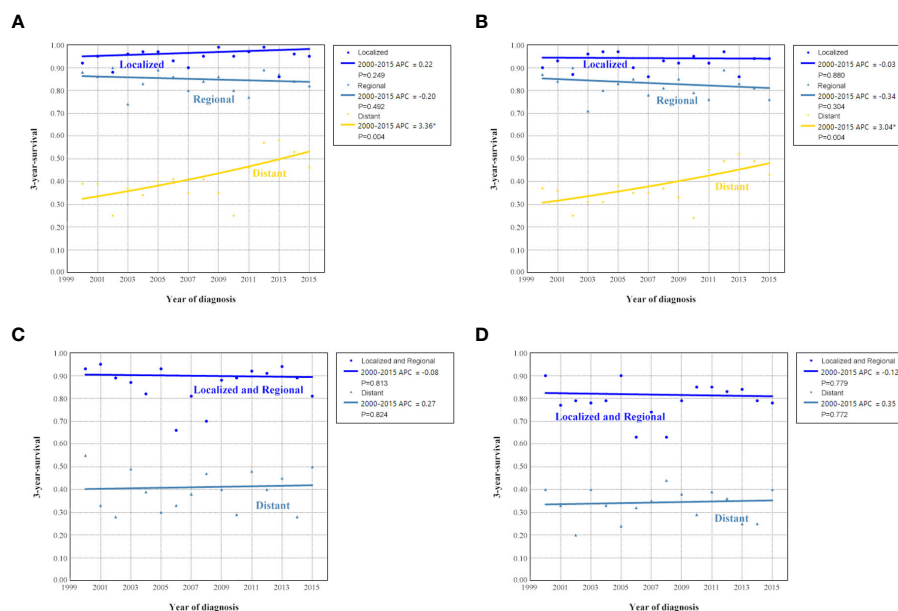 A
3-year-survival
1.00
0.90
0.80
0.70
0.60
0.50
0.40
0.30
0.20
0.10
0.00
1999 2001 2003 2005 2007 2009 2011 2013 2015
Year of diagnosis
Localized
Regional
Distant
Localized
2000-2015 APC = 0.22
P=0.249
Regional
2000-2015 APC = -0.20
P=0.492
Distant
2000-2015 APC = 3.36*
P=0.004
B
3-year-survival
1.00
0.90
0.80
0.70
0.60
0.50
0.40
0.30
0.20
0.10
0.00
1999 2001 2003 2005 2007 2009 2011 2013 2015
Year of diagnosis
Localized
Regional
Distant
Localized
2000-2015 APC = -0.03
P=0.880
Regional
2000-2015 APC = -0.34
P=0.304
Distant
2000-2015 APC = 3.04*
P=0.004
C
3-year-survival
1.00
0.90
0.80
0.70
0.60
0.50
0.40
0.30
0.20
0.10
0.00
1999 2001 2003 2005 2007 2009 2011 2013 2015
Year of diagnosis
Localized and Regional
Distant
Localized and Regional
2000-2015 APC = -0.08
P=0.813
Distant
2000-2015 APC = 0.27
P=0.824
D
3-year-survival
1.00
0.90
0.80
0.70
0.60
0.50
0.40
0.30
0.20
0.10
0.00
1999 2001 2003 2005 2007 2009 2011 2013 2015
Year of diagnosis
Localized and Regional
Distant
Localized and Regional
2000-2015 APC = -0.12
P=0.779
Distant
2000-2015 APC = 0.35
P=0.772